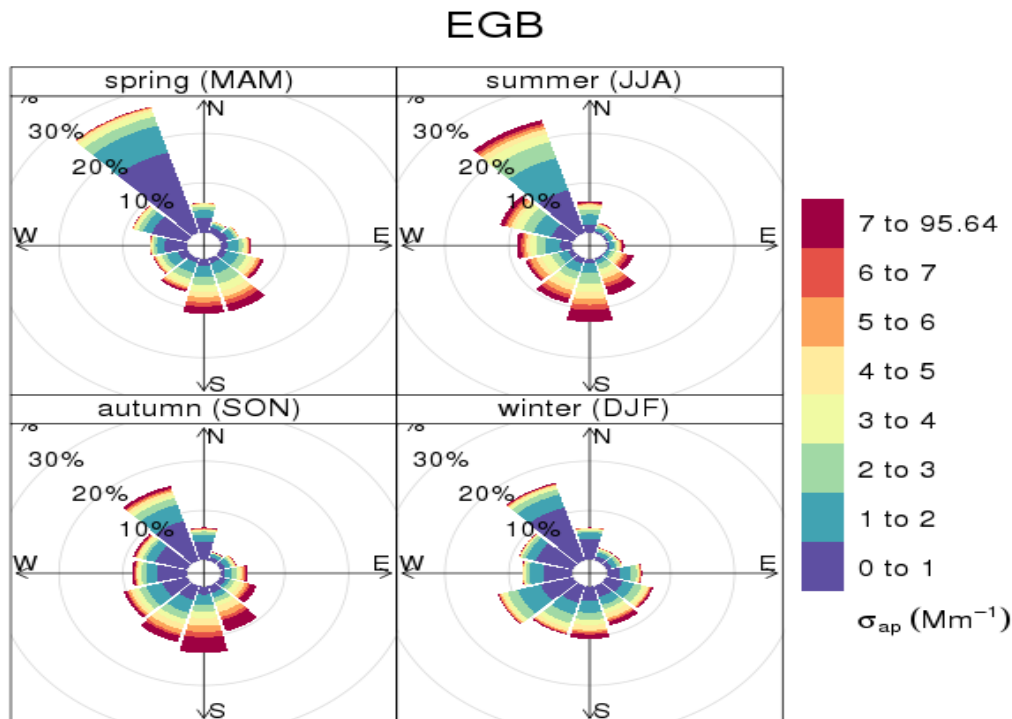 EGB
spring (MAM)
summer (JJA)
%
N
30%
20%
10%
W
E
S
%
N
30%
20%
10%
W
E
S
autumn (SON)
winter (DJF)
%
N
30%
20%
10%
W
E
S
%
N
30%
20%
10%
W
E
S
7 to 95.64
6 to 7
5 to 6
4 to 5
3 to 4
2 to 3
1 to 2
0 to 1
σap (Mm⁻¹)